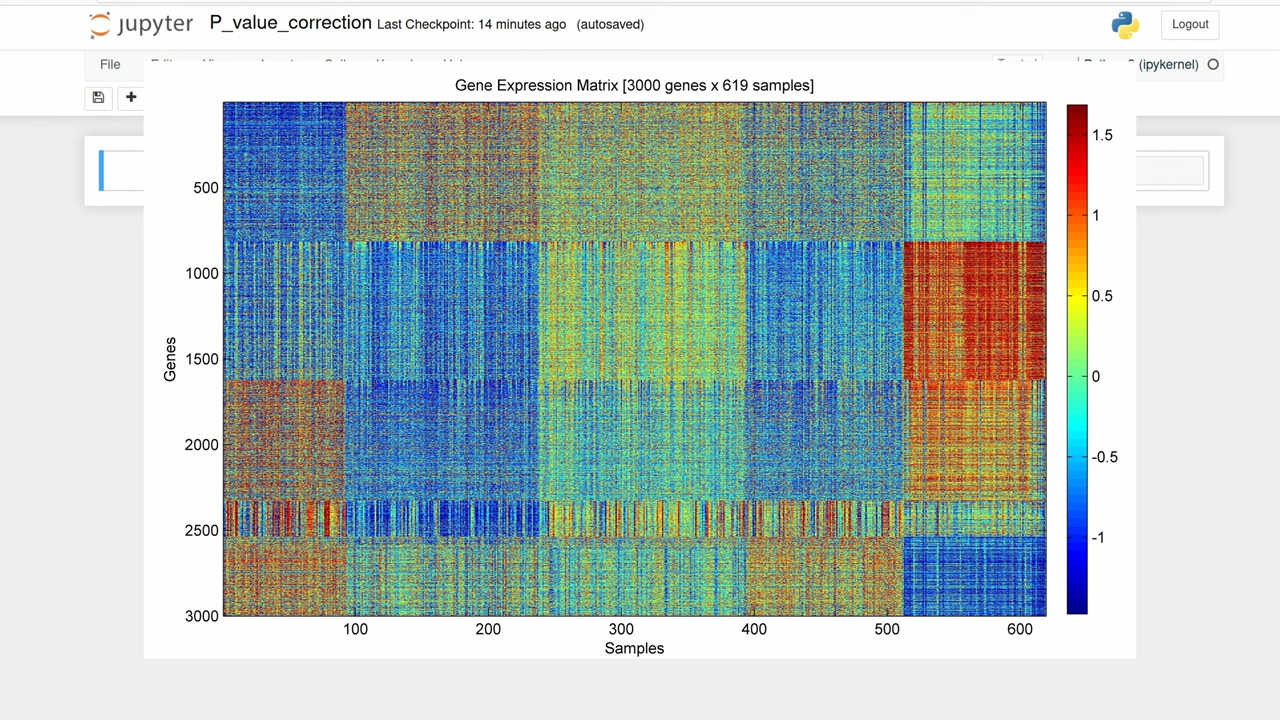 jupyter P_value_correction Last Checkpoint: 14 minutes ago (autosaved)
Logout
File
(ipykernel)
Gene Expression Matrix [3000 genes x 619 samples]
500
1000
1500
2000
2500
3000
Genes
100 200 300 400 500 600
Samples
1.5
1
0.5
0
-0.5
-1